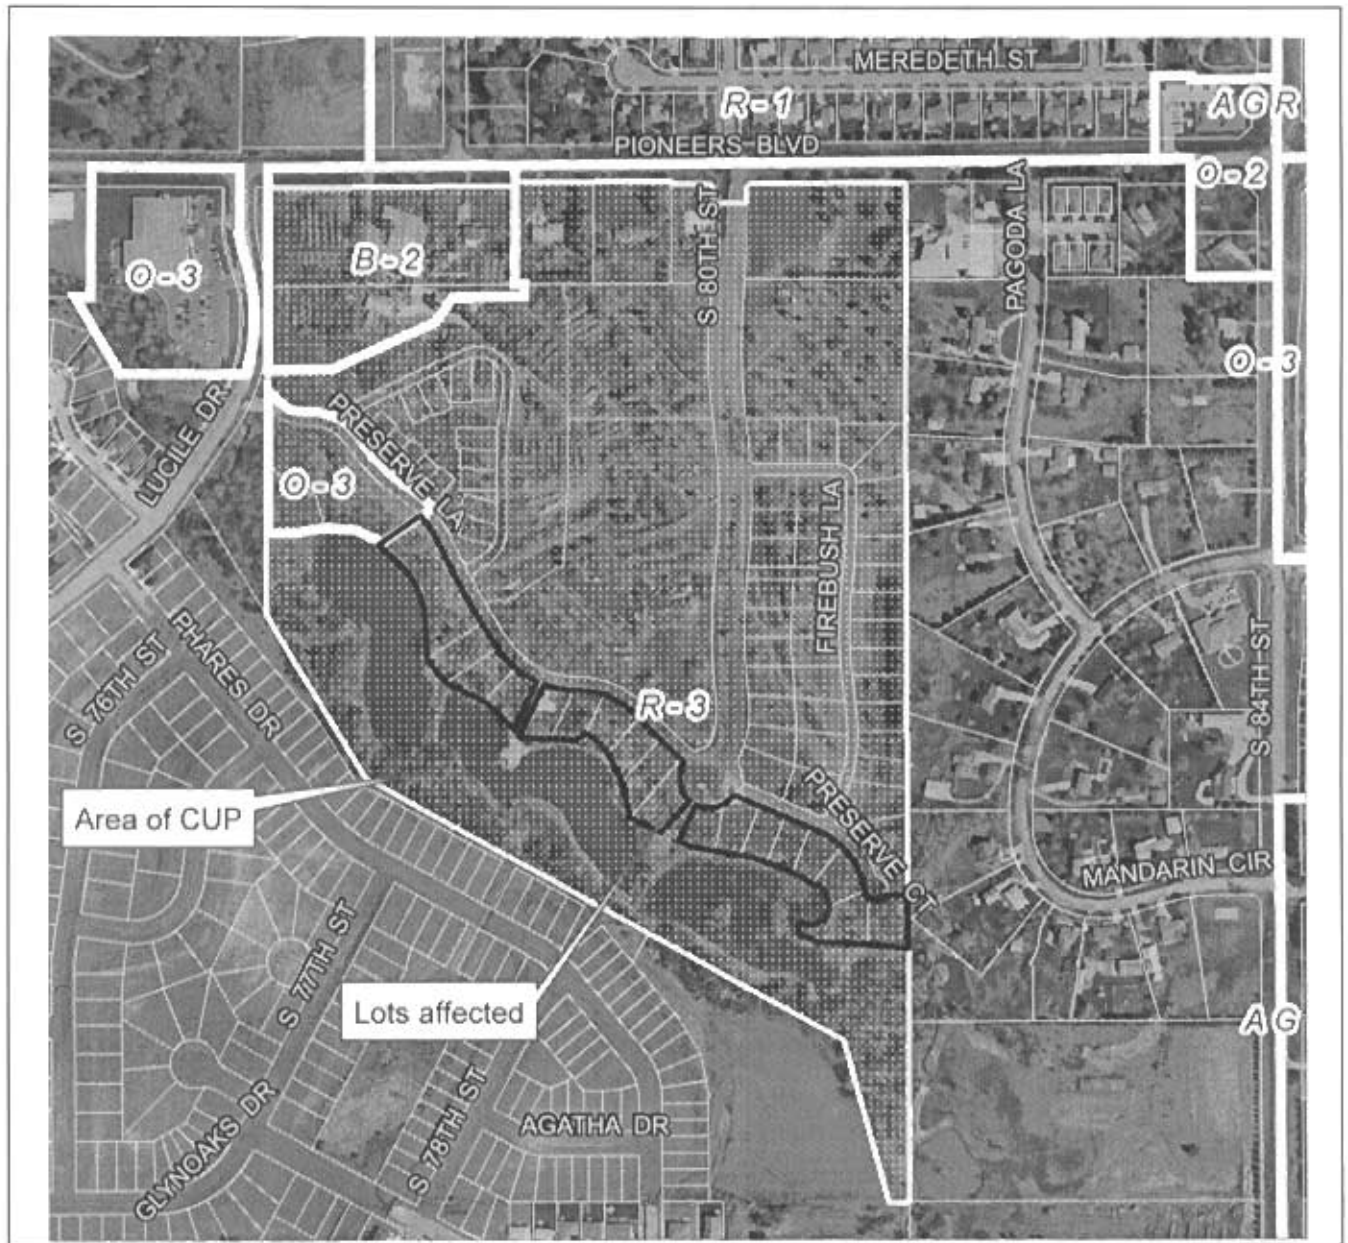 MEREDETH ST
R-1
AGR
PIONEERS BLVD
O-2
PAGODA LA
S 80TH ST
O-3
B-2
O-3
LUCILE DR
PRESERVE LA
O-3
FIREBUSH LA
PHARES DR
S 76TH ST
S 84TH ST
R-3
Area of CUP
PRESERVE CT
MANDARIN CIR
S 77TH ST
Lots affected
AG
S 78TH ST
AGATHA DR
GLYNOAKS DR